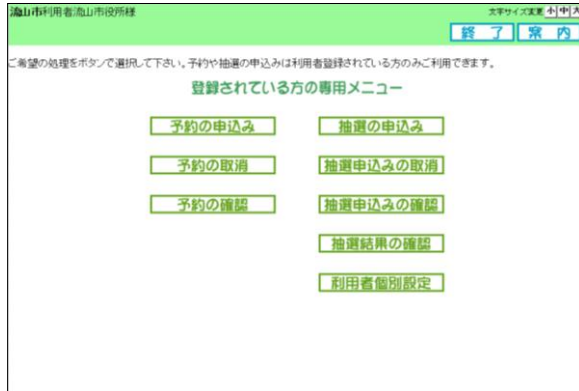 流山市利用者流山市役所様
文字サイズ変更 小 中 大
終 了 案 内
ご希望の処理をボタンで選択して下さい。予約や抽選の申込みは利用者登録されている方のみご利用できます。
登録されている方の専用メニュー
予約の申込み 抽選の申込み
予約の取消 抽選申込みの取消
予約の確認 抽選申込みの確認
抽選結果の確認
利用者個別設定